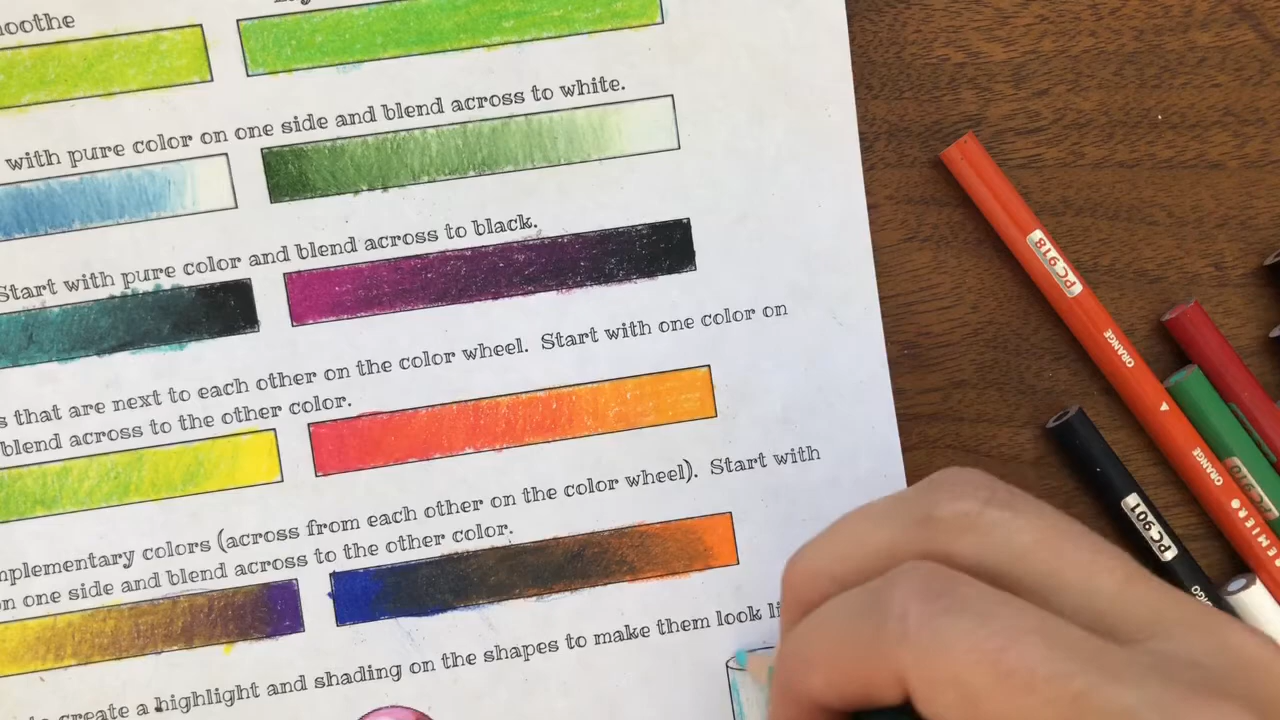 with pure color on one side and blend across to white.
Start with pure color and blend across to black.
that are next to each other on the color wheel. Start with one color on
blend across to the other color.
colors (across from each other on the color wheel). Start with
on one side and blend across to the other color.
create a highlight and shading on the shapes to make them look
PC918
ORANGE
ORANGE
PC901